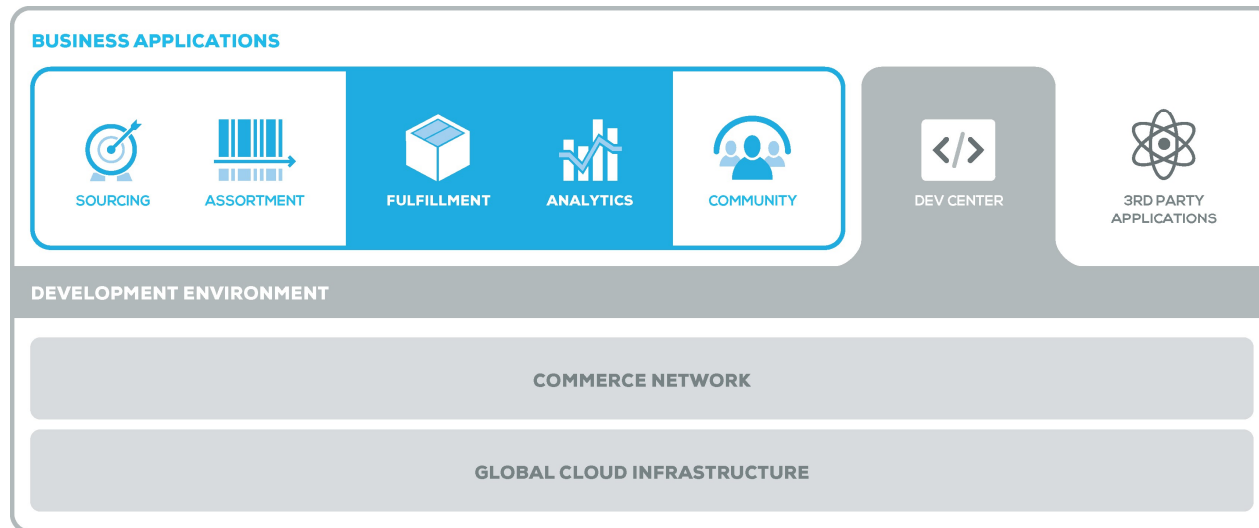 BUSINESS APPLICATIONS
SOURCING
ASSORTMENT
FULFILLMENT
ANALYTICS
COMMUNITY
</>
DEV CENTER
3RD PARTY
APPLICATIONS
DEVELOPMENT ENVIRONMENT
COMMERCE NETWORK
GLOBAL CLOUD INFRASTRUCTURE